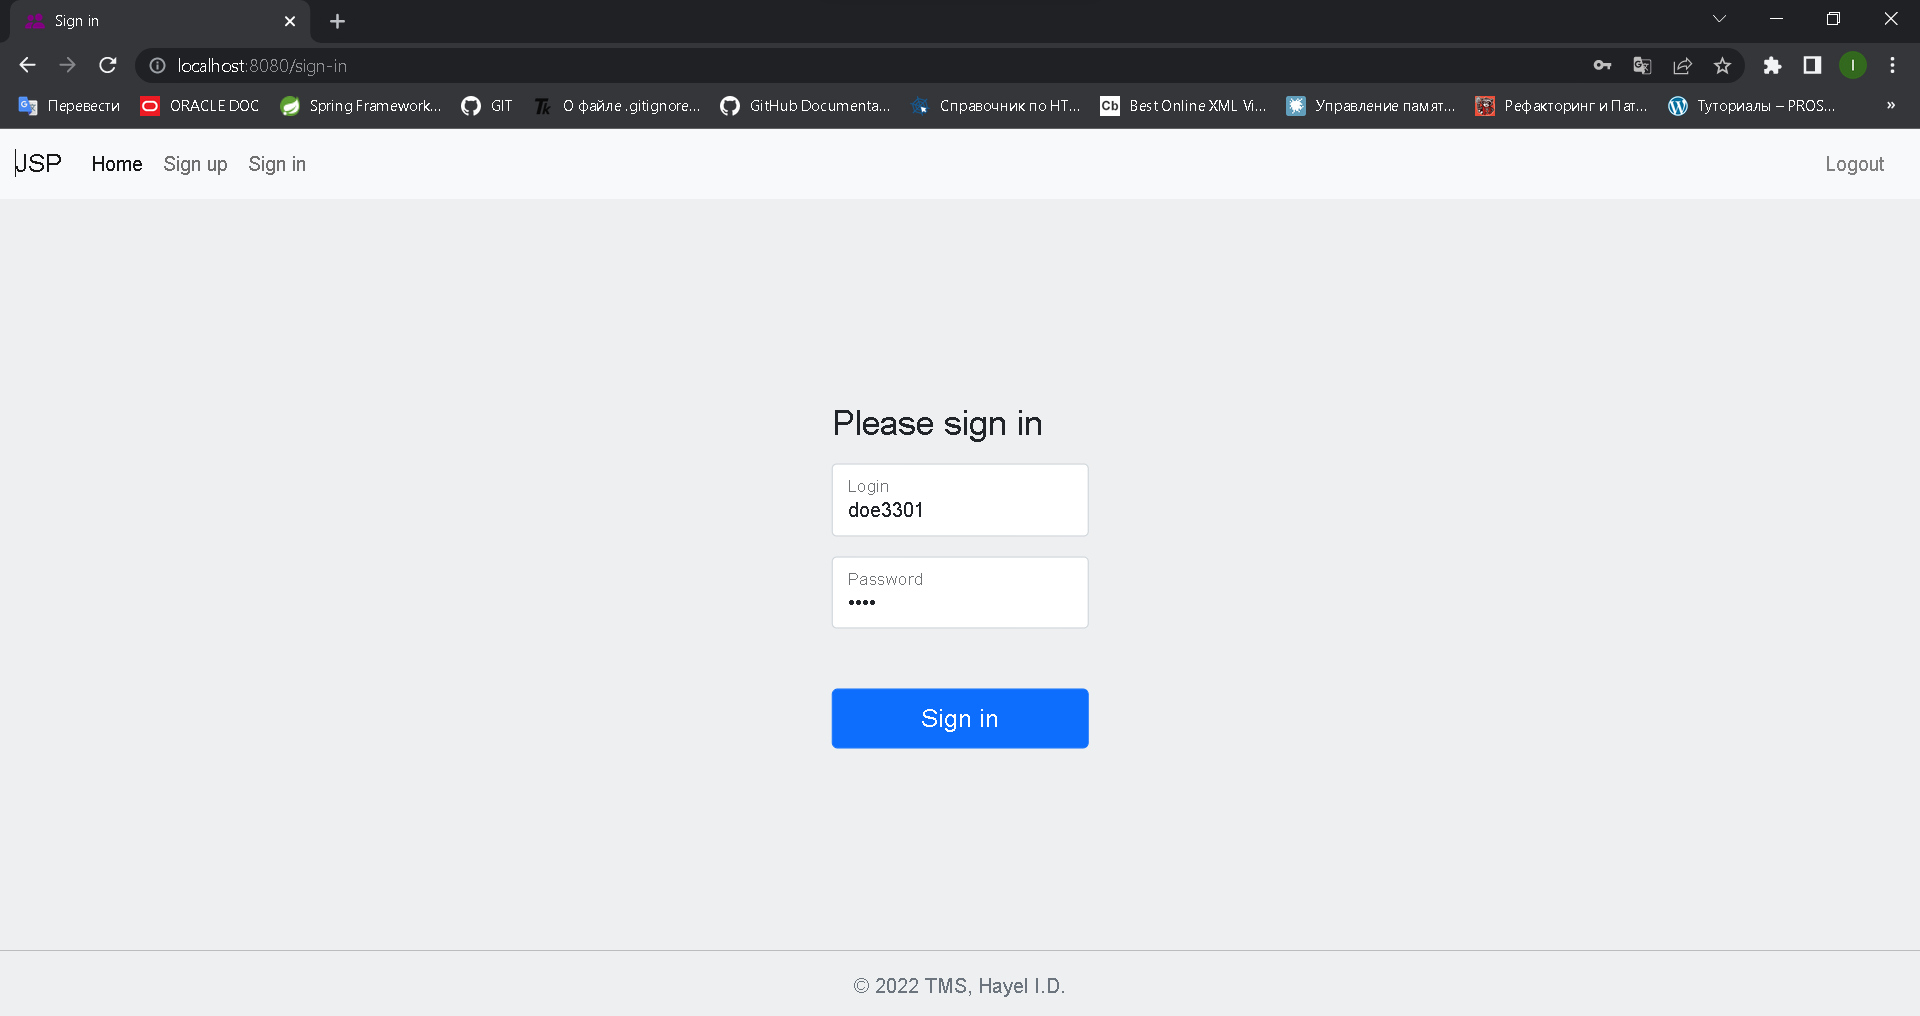 Sign in
localhost:8080/sign-in
I
Перевести
ORACLE DOC
Spring Framework...
GIT
Tk
О файле .gitignore...
GitHub Documenta...
Справочник по HT...
Cb
Best Online XML Vi...
Управление памят...
Рефакторинг и Пат...
Туториалы – PROS...
»
JSP Home Sign up Sign in Logout
Please sign in
Login
doe3301
Password
••••
Sign in
© 2022 TMS, Hayel I.D.